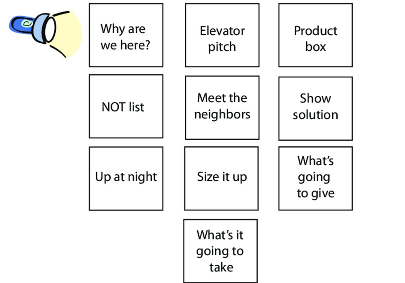 Why are
we here?
Elevator
pitch
Product
box
NOT list
Meet the
neighbors
Show
solution
Up at night
Size it up
What's
going
to give
What's it
going to
take